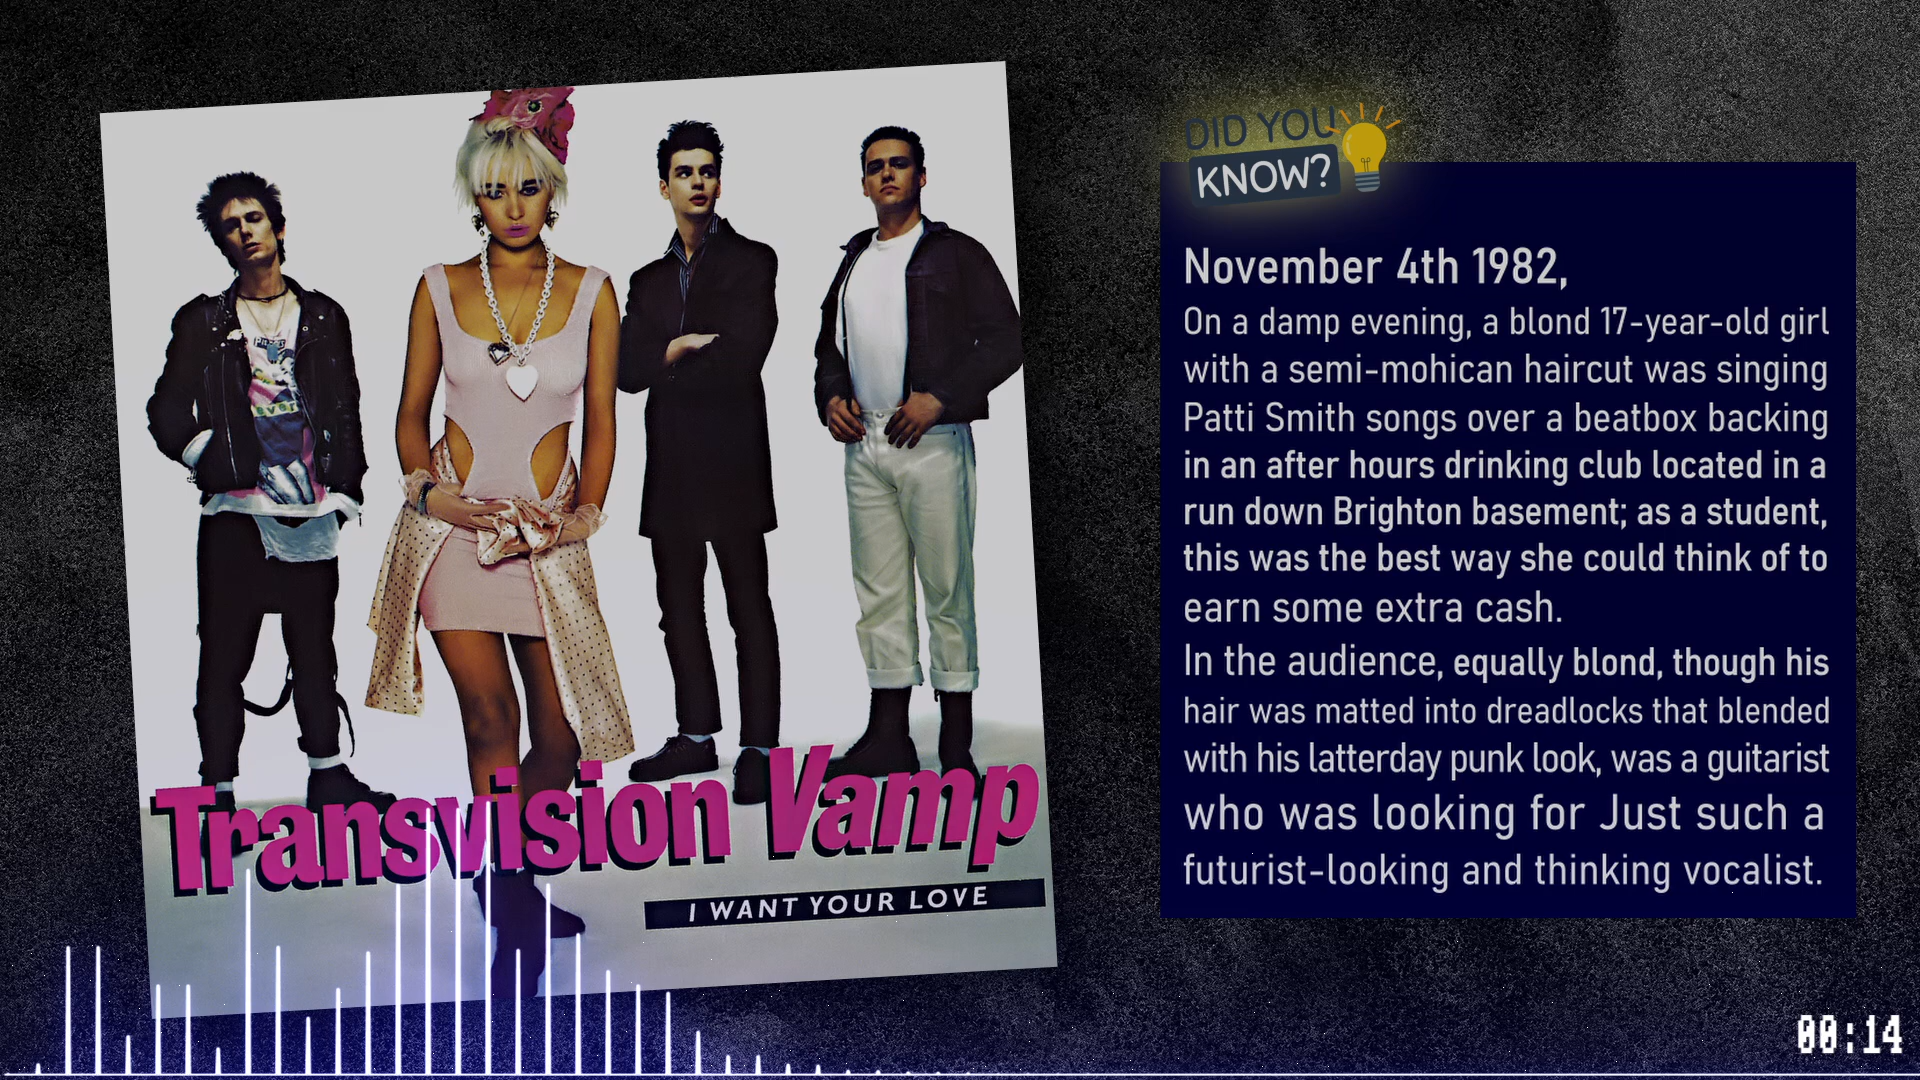 Transvision Vamp
I WANT YOUR LOVE
DID YOU
KNOW?
November 4th 1982,
On a damp evening, a blond 17-year-old girl
with a semi-mohican haircut was singing
Patti Smith songs over a beatbox backing
in an after hours drinking club located in a
run down Brighton basement; as a student,
this was the best way she could think of to
earn some extra cash.
In the audience, equally blond, though his
hair was matted into dreadlocks that blended
with his latterday punk look, was a guitarist
who was looking for Just such a
futurist-looking and thinking vocalist.
00:14